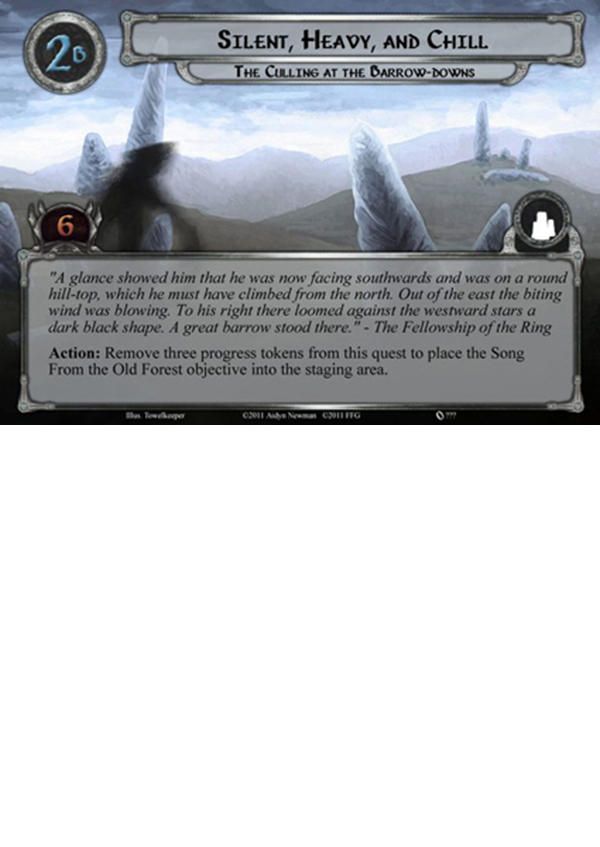 2B
SILENT, HEAVY, AND CHILL
THE CULLING AT THE BARROW-DOWNS
6
"A glance showed him that he was now facing southwards and was on a round
hill-top, which he must have climbed from the north. Out of the east the biting
wind was blowing. To his right there loomed against the westward stars a
dark black shape. A great barrow stood there." - The Fellowship of the Ring
Action: Remove three progress tokens from this quest to place the Song
From the Old Forest objective into the staging area.
Illus. Towelkeeper ©2011 Aidyn Newman ©2011 FFG ???